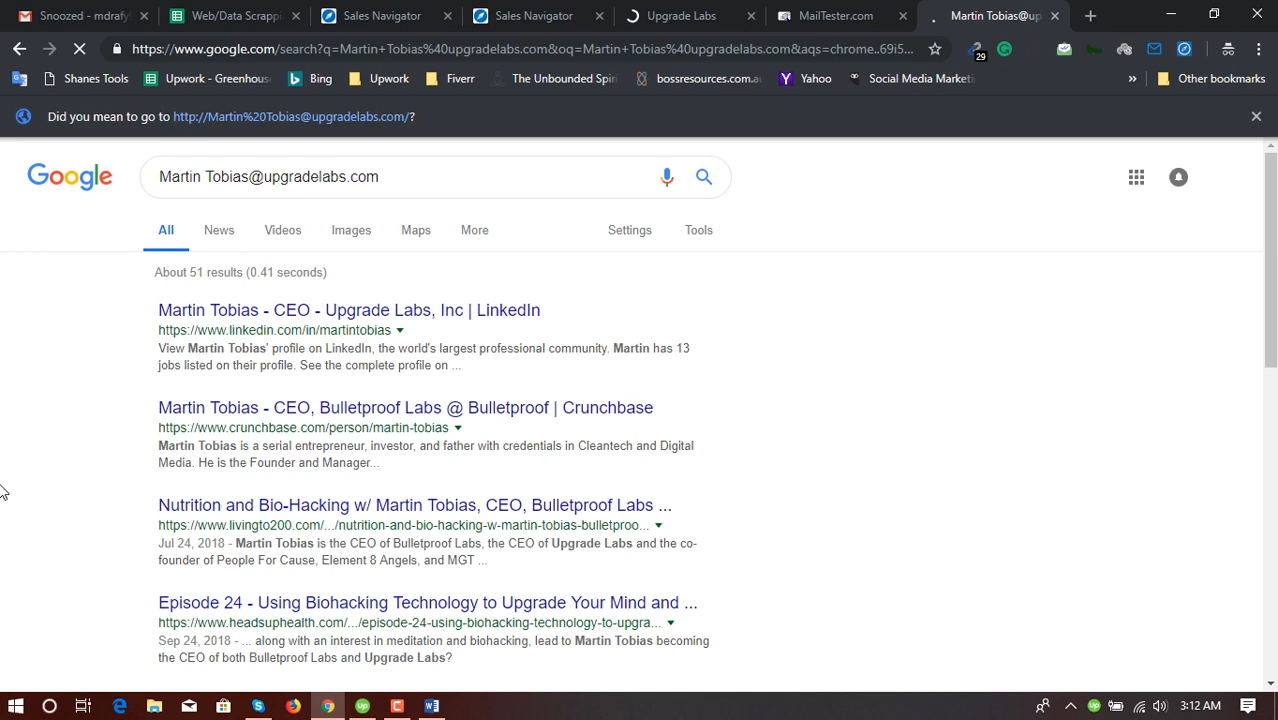 Snoozed - mdrafy
Web/Data Scrappi
Sales Navigator
Sales Navigator
Upgrade Labs
MailTester.com
Martin Tobias@up
https://www.google.com/search?q=Martin+Tobias%40upgradelabs.com&oq=Martin+Tobias%40upgradelabs.com&aqs=chrome..69i5...
29
Shanes Tools
Upwork - Greenhous
Bing
Upwork
Fiverr
The Unbounded Spiri
bossresources.com.au
Yahoo
Social Media Marketi
»
Other bookmarks
Did you mean to go to http://Martin%20Tobias@upgradelabs.com/?
Google
Martin Tobias@upgradelabs.com
All
News
Videos
Images
Maps
More
Settings
Tools
About 51 results (0.41 seconds)
Martin Tobias - CEO - Upgrade Labs, Inc | LinkedIn
https://www.linkedin.com/in/martintobias
View Martin Tobias' profile on LinkedIn, the world's largest professional community. Martin has 13
jobs listed on their profile. See the complete profile on ...
Martin Tobias - CEO, Bulletproof Labs @ Bulletproof | Crunchbase
https://www.crunchbase.com/person/martin-tobias
Martin Tobias is a serial entrepreneur, investor, and father with credentials in Cleantech and Digital
Media. He is the Founder and Manager...
Nutrition and Bio-Hacking w/ Martin Tobias, CEO, Bulletproof Labs ...
https://www.livingto200.com/.../nutrition-and-bio-hacking-w-martin-tobias-bulletproo...
Jul 24, 2018 - Martin Tobias is the CEO of Bulletproof Labs, the CEO of Upgrade Labs and the co-
founder of People For Cause, Element 8 Angels, and MGT ...
Episode 24 - Using Biohacking Technology to Upgrade Your Mind and ...
https://www.headsuphealth.com/.../episode-24-using-biohacking-technology-to-upgra...
Sep 24, 2018 - ... along with an interest in meditation and biohacking, lead to Martin Tobias becoming
the CEO of both Bulletproof Labs and Upgrade Labs?
3:12 AM